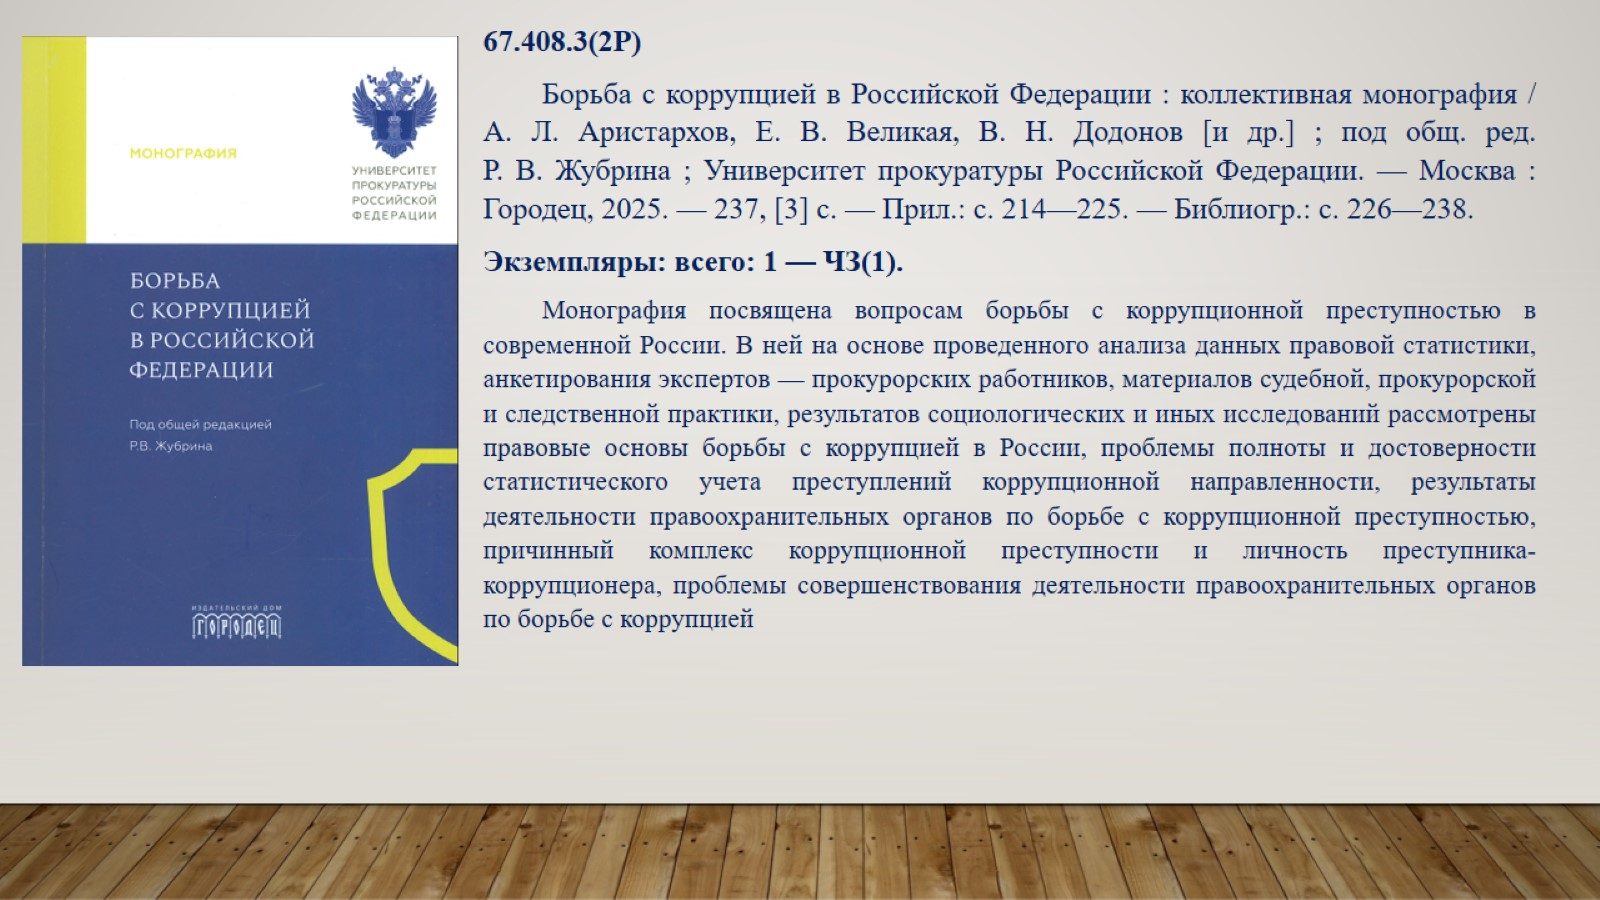 МОНОГРАФИЯ
УНИВЕРСИТЕТ
ПРОКУРАТУРЫ
РОССИЙСКОЙ
ФЕДЕРАЦИИ
БОРЬБА
С КОРРУПЦИЕЙ
В РОССИЙСКОЙ
ФЕДЕРАЦИИ
Под общей редакцией
Р.В. Жубрина
ИЗДАТЕЛЬСКИЙ ДОМ
ГОРОДЕЦ
67.408.3(2Р)
Борьба с коррупцией в Российской Федерации : коллективная монография /
А. Л. Аристархов, Е. В. Великая, В. Н. Додонов [и др.] ; под общ. ред.
Р. В. Жубрина ; Университет прокуратуры Российской Федерации. — Москва :
Городец, 2025. — 237, [3] с. — Прил.: с. 214—225. — Библиогр.: с. 226—238.
Экземпляры: всего: 1 — ЧЗ(1).
Монография посвящена вопросам борьбы с коррупционной преступностью в
современной России. В ней на основе проведенного анализа данных правовой статистики,
анкетирования экспертов — прокурорских работников, материалов судебной, прокурорской
и следственной практики, результатов социологических и иных исследований рассмотрены
правовые основы борьбы с коррупцией в России, проблемы полноты и достоверности
статистического учета преступлений коррупционной направленности, результаты
деятельности правоохранительных органов по борьбе с коррупционной преступностью,
причинный комплекс коррупционной преступности и личность преступника-
коррупционера, проблемы совершенствования деятельности правоохранительных органов
по борьбе с коррупцией